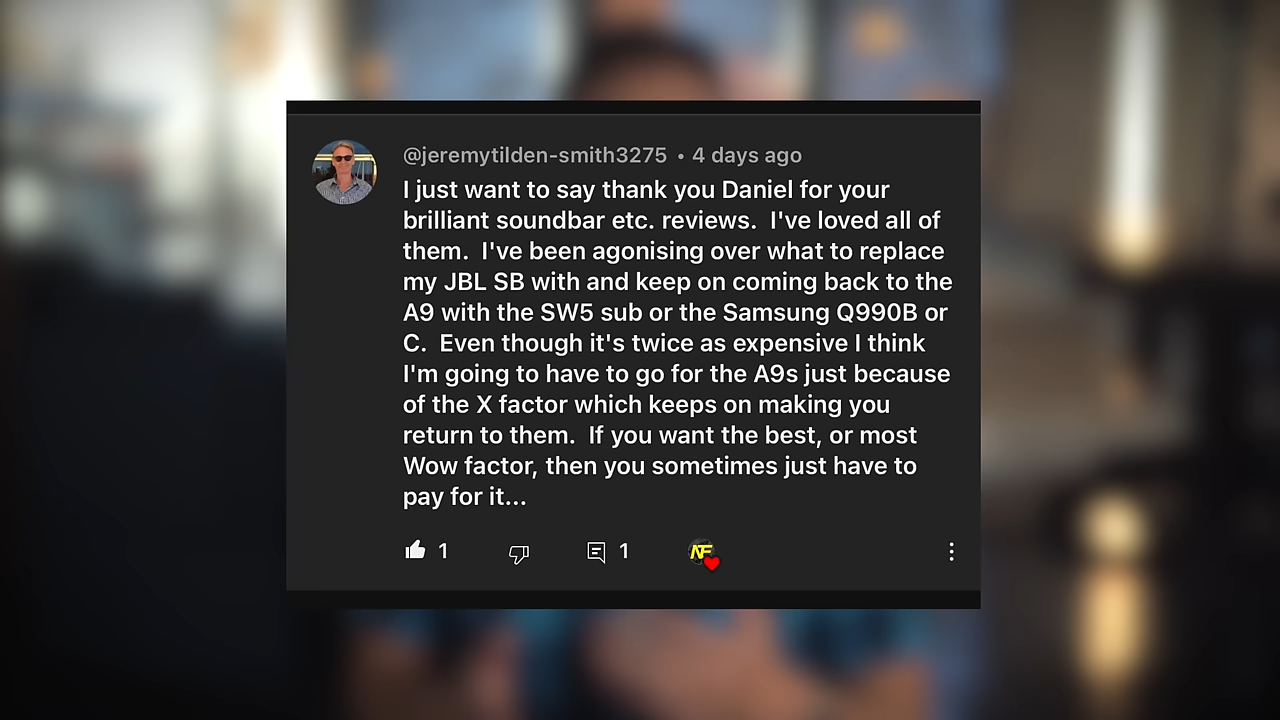 @jeremytilden-smith3275 • 4 days ago
I just want to say thank you Daniel for your
brilliant soundbar etc. reviews.  I've loved all of
them.  I've been agonising over what to replace
my JBL SB with and keep on coming back to the
A9 with the SW5 sub or the Samsung Q990B or
C.  Even though it's twice as expensive I think
I'm going to have to go for the A9s just because
of the X factor which keeps on making you
return to them.  If you want the best, or most
Wow factor, then you sometimes just have to
pay for it...
1
1
NF